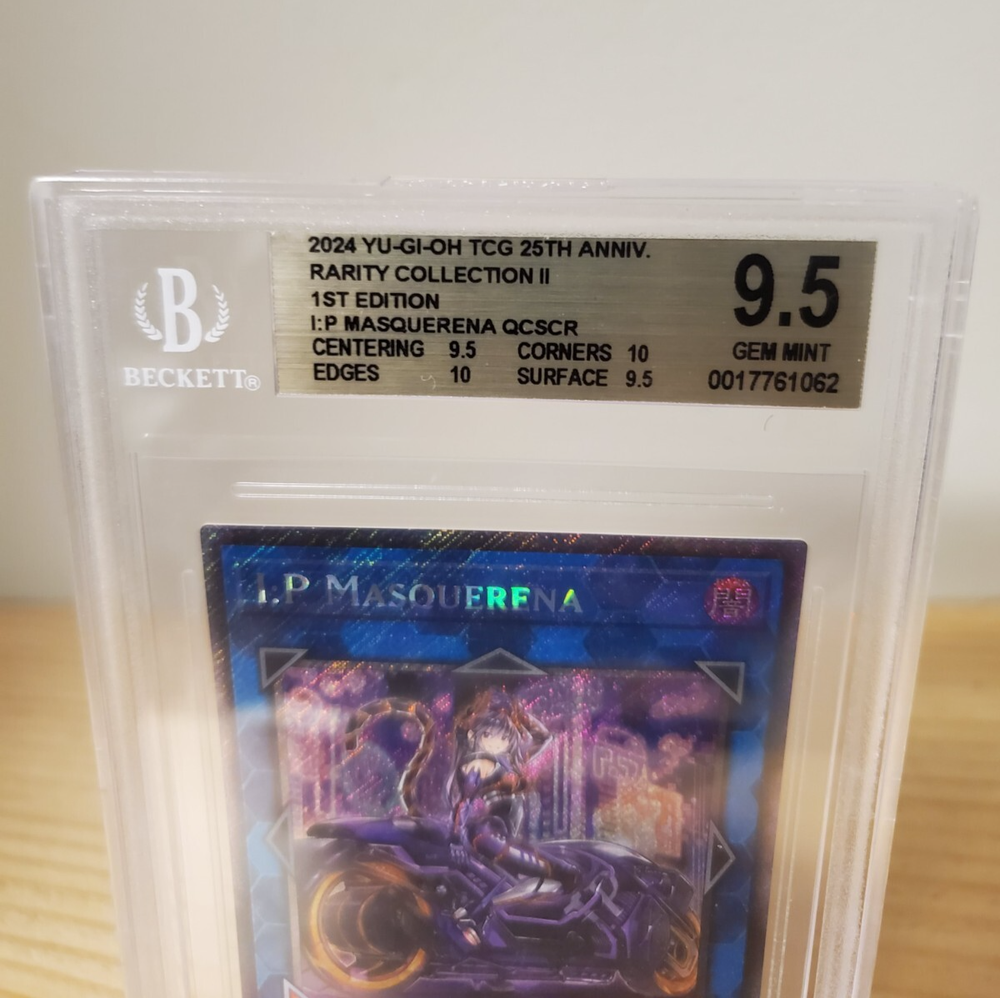 B
BECKETT®
2024 YU-GI-OH TCG 25TH ANNIV.
RARITY COLLECTION II
1ST EDITION
I:P MASQUERENA QCSCR
CENTERING 9.5 CORNERS 10
EDGES 10 SURFACE 9.5
9.5
GEM MINT
0017761062
I:P MASQUERENA
闇